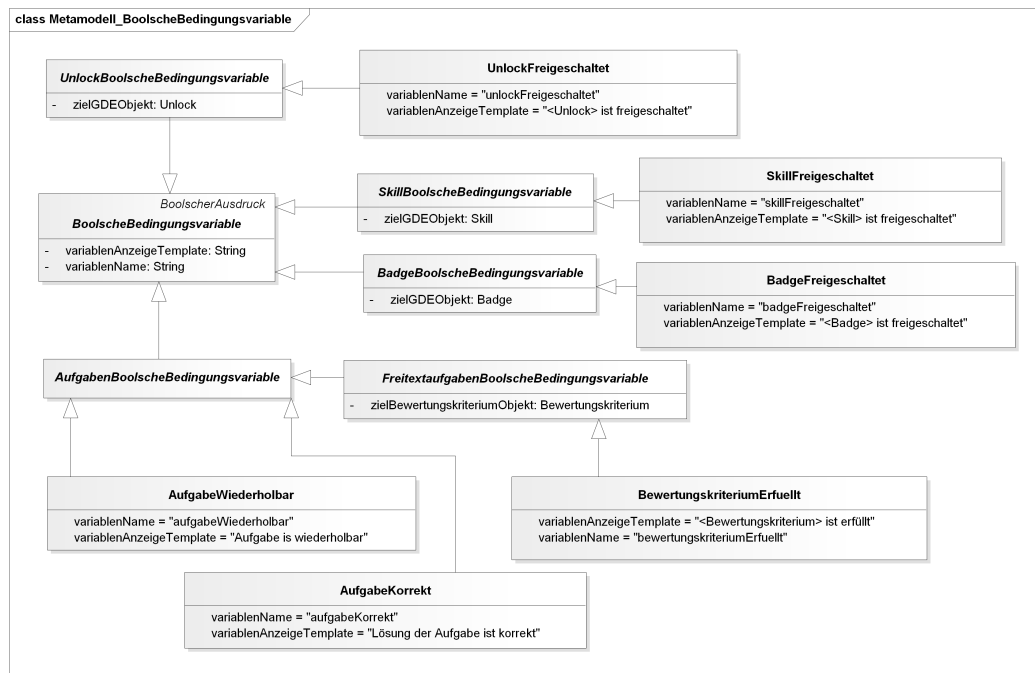 class Metamodell_BoolscheBedingungsvariable
UnlockBoolscheBedingungsvariable
- zielGDEObjekt: Unlock
UnlockFreigeschaltet
variablenName = "unlockFreigeschaltet"
variablenAnzeigeTemplate = "<Unlock> ist freigeschaltet"
BoolscherAusdruck
BoolscheBedingungsvariable
- variablenAnzeigeTemplate: String
- variablenName: String
SkillBoolscheBedingungsvariable
- zielGDEObjekt: Skill
SkillFreigeschaltet
variablenName = "skillFreigeschaltet"
variablenAnzeigeTemplate = "<Skill> ist freigeschaltet"
BadgeBoolscheBedingungsvariable
- zielGDEObjekt: Badge
BadgeFreigeschaltet
variablenName = "badgeFreigeschaltet"
variablenAnzeigeTemplate = "<Badge> ist freigeschaltet"
AufgabenBoolscheBedingungsvariable
FreitextaufgabenBoolscheBedingungsvariable
- zielBewertungskriteriumObjekt: Bewertungskriterium
AufgabeWiederholbar
variablenName = "aufgabeWiederholbar"
variablenAnzeigeTemplate = "Aufgabe is wiederholbar"
BewertungskriteriumErfuellt
variablenAnzeigeTemplate = "<Bewertungskriterium> ist erfüllt"
variablenName = "bewertungskriteriumErfuellt"
AufgabeKorrekt
variablenName = "aufgabeKorrekt"
variablenAnzeigeTemplate = "Lösung der Aufgabe ist korrekt"